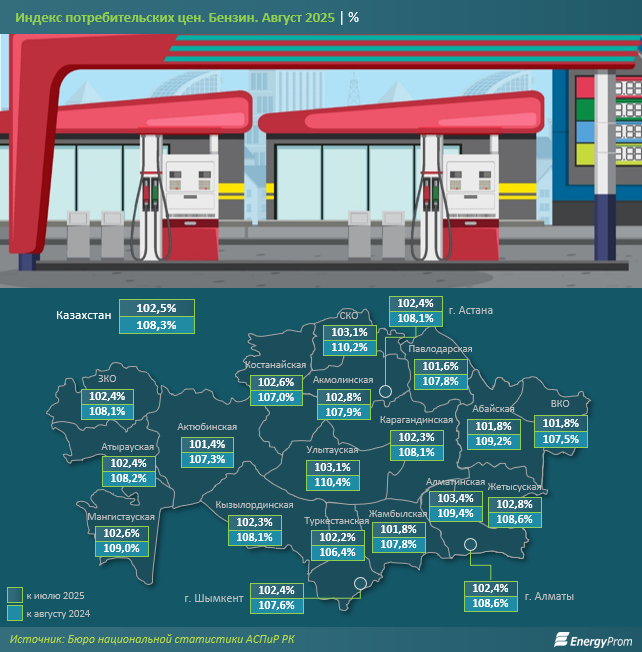 Индекс потребительских цен. Бензин. Август 2025 | %
Казахстан
102,5%
108,3%
СКО
103,1%
110,2%
102,4%
108,1%
г. Астана
ЗКО
102,4%
108,1%
Костанайская
102,6%
107,0%
Акмолинская
102,8%
107,9%
Павлодарская
101,6%
107,8%
Актюбинская
101,4%
107,3%
Карагандинская
102,3%
108,1%
Абайская
101,8%
109,2%
ВКО
101,8%
107,5%
Атырауская
102,4%
108,2%
Улытауская
103,1%
110,4%
Алматинская
103,4%
109,4%
Жетысуская
102,8%
108,6%
Мангистауская
102,6%
109,0%
Кызылординская
102,3%
108,1%
Туркестанская
102,2%
106,4%
Жамбылская
101,8%
107,8%
г. Шымкент
102,4%
107,6%
102,4%
108,6%
г. Алматы
к июлю 2025
к августу 2024
Источник: Бюро национальной статистики АСПиР РК
EnergyProm